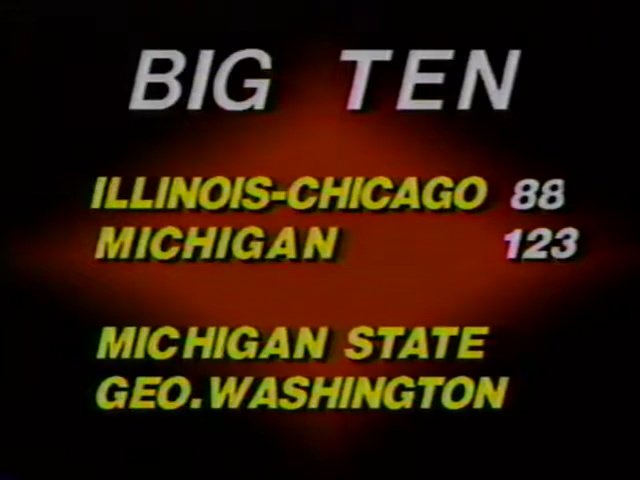 BIG TEN
ILLINOIS-CHICAGO 88
MICHIGAN 123
MICHIGAN STATE
GEO.WASHINGTON